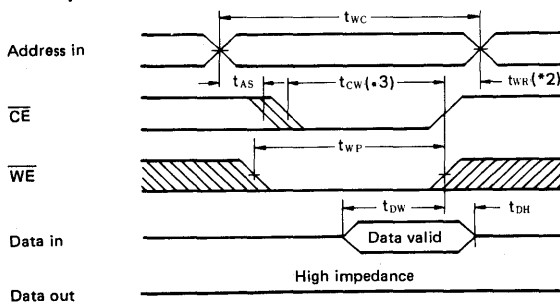 tWC
Address in
tAS
tCW(*3)
tWR(*2)
CE
tWP
WE
tDW
tDH
Data in
Data valid
High impedance
Data out